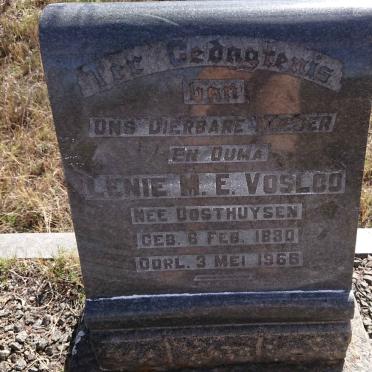 Ter Gedagtenis
van
Ons Dierbare Moeder
En Ouma
Lenie M. E. Vosloo
Nee Oosthuysen
Geb. 6 Feb. 1880
Oorl. 3 Mei 1966